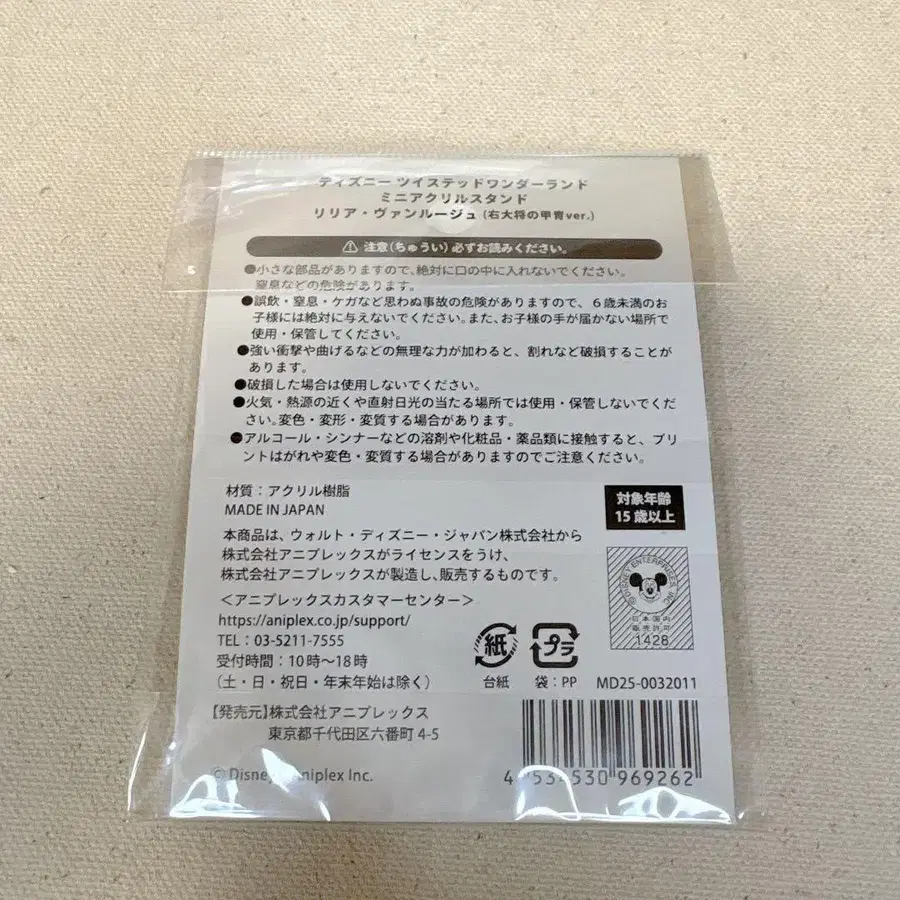 ディズニー ツイステッドワンダーランド
ミニアクリルスタンド
リリア・ヴァンルージュ(右大将の甲冑ver.)
注意(ちゅうい)必ずお読みください。
●小さな部品がありますので、絶対に口の中に入れないでください。
窒息などの危険があります。
●誤飲・窒息・ケガなど思わぬ事故の危険がありますので、6歳未満のお
子様には絶対に与えないでください。また、お子様の手が届かない場所で
使用・保管してください。
●強い衝撃や曲げるなどの無理な力が加わると、割れなど破損することが
あります。
●破損した場合は使用しないでください。
●火気・熱源の近くや直射日光の当たる場所では使用・保管しないでくだ
さい。変色・変形・変質する場合があります。
●アルコール・シンナーなどの溶剤や化粧品・薬品類に接触すると、プリ
ントはがれや変色・変質する場合がありますのでご注意ください。
材質:アクリル樹脂
MADE IN JAPAN
対象年齢
15歳以上
本商品は、ウォルト・ディズニー・ジャパン株式会社から
株式会社アニプレックスがライセンスをうけ、
株式会社アニプレックスが製造し、販売するものです。
©DISNEY ENTERPRISES, INC.
日本国内
販売許可
1428
<アニプレックスカスタマーセンター>
https://aniplex.co.jp/support/
TEL:03-5211-7555
受付時間:10時~18時
(土・日・祝日・年末年始は除く)
紙
プラ
台紙
袋:PP
MD25-0032011
【発売元】株式会社アニプレックス
東京都千代田区六番町 4-5
© Disney Aniplex Inc.
530 969262